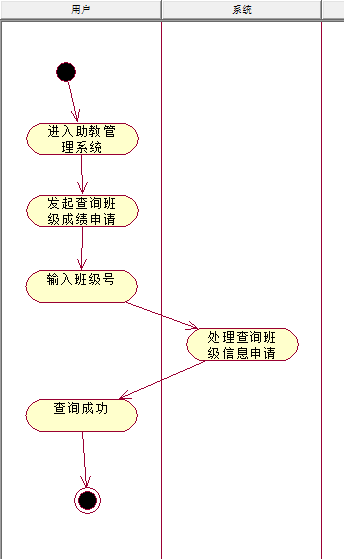 用户
系统
进入助教管
理系统
发起查询班
级成绩申请
输入班级号
处理查询班
级信息申请
查询成功